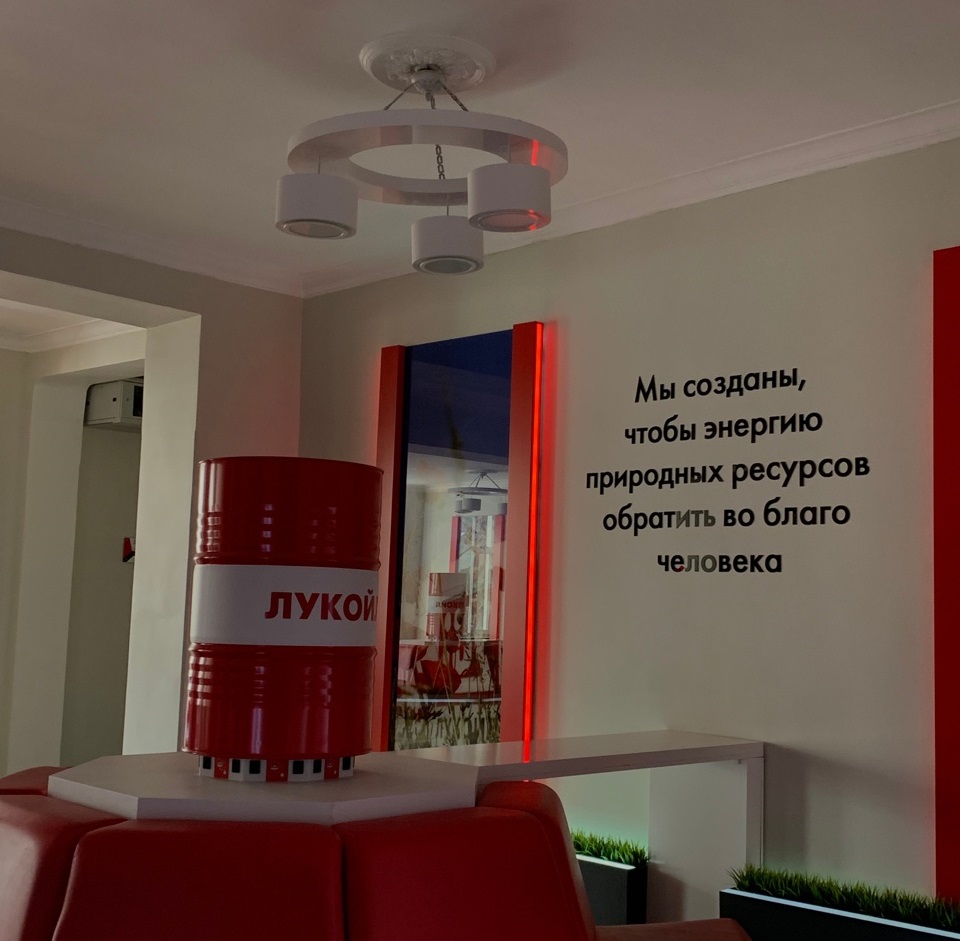 Мы созданы,
чтобы энергию
природных ресурсов
обратить во благо
человека
ЛУКОЙ